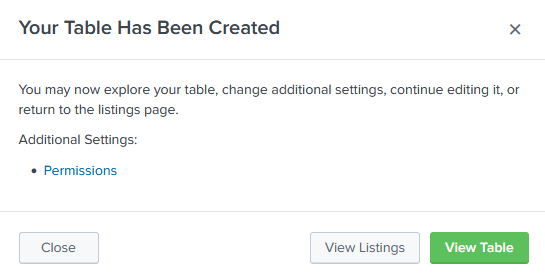 Your Table Has Been Created
×
You may now explore your table, change additional settings, continue editing it, or
return to the listings page.
Additional Settings:
• Permissions
Close
View Listings
View Table